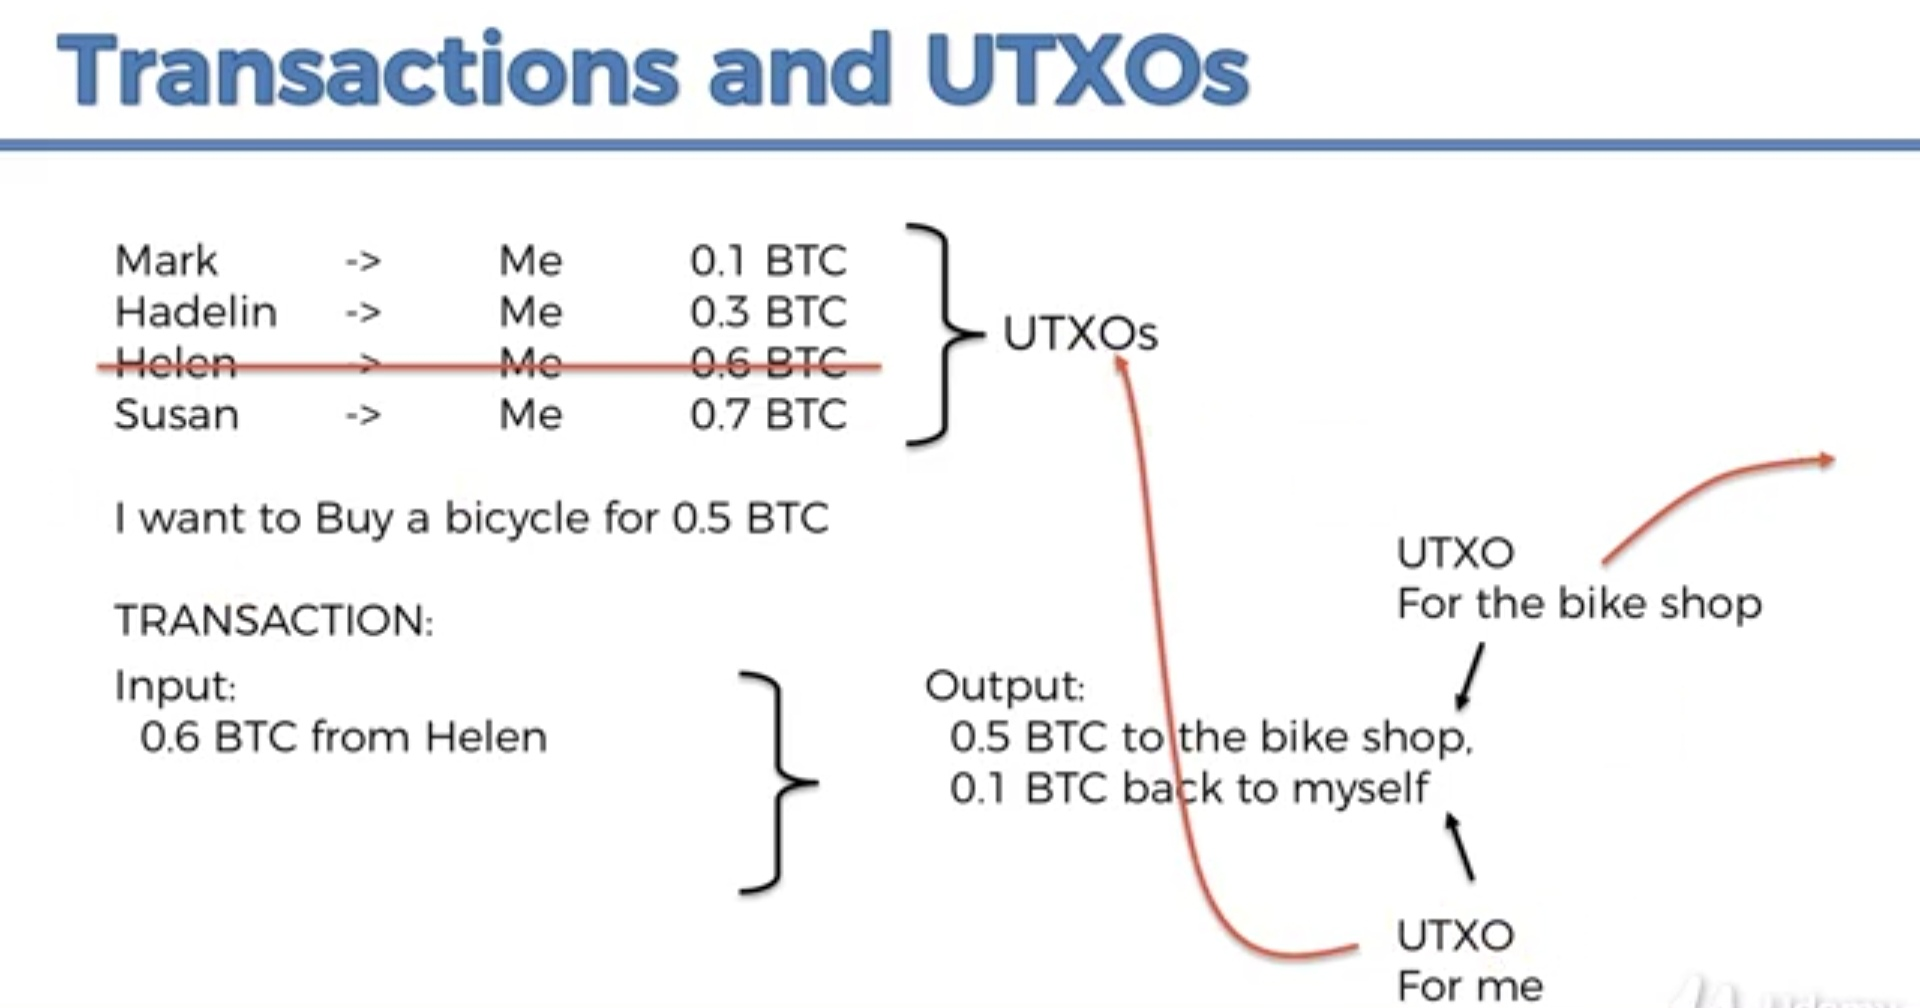 Transactions and UTXOs
Mark -> Me 0.1 BTC
Hadelin -> Me 0.3 BTC
Helen -> Me 0.6 BTC
Susan -> Me 0.7 BTC
UTXOs
I want to Buy a bicycle for 0.5 BTC
TRANSACTION:
Input:
0.6 BTC from Helen
Output:
0.5 BTC to the bike shop,
0.1 BTC back to myself
UTXO
For the bike shop
UTXO
For me